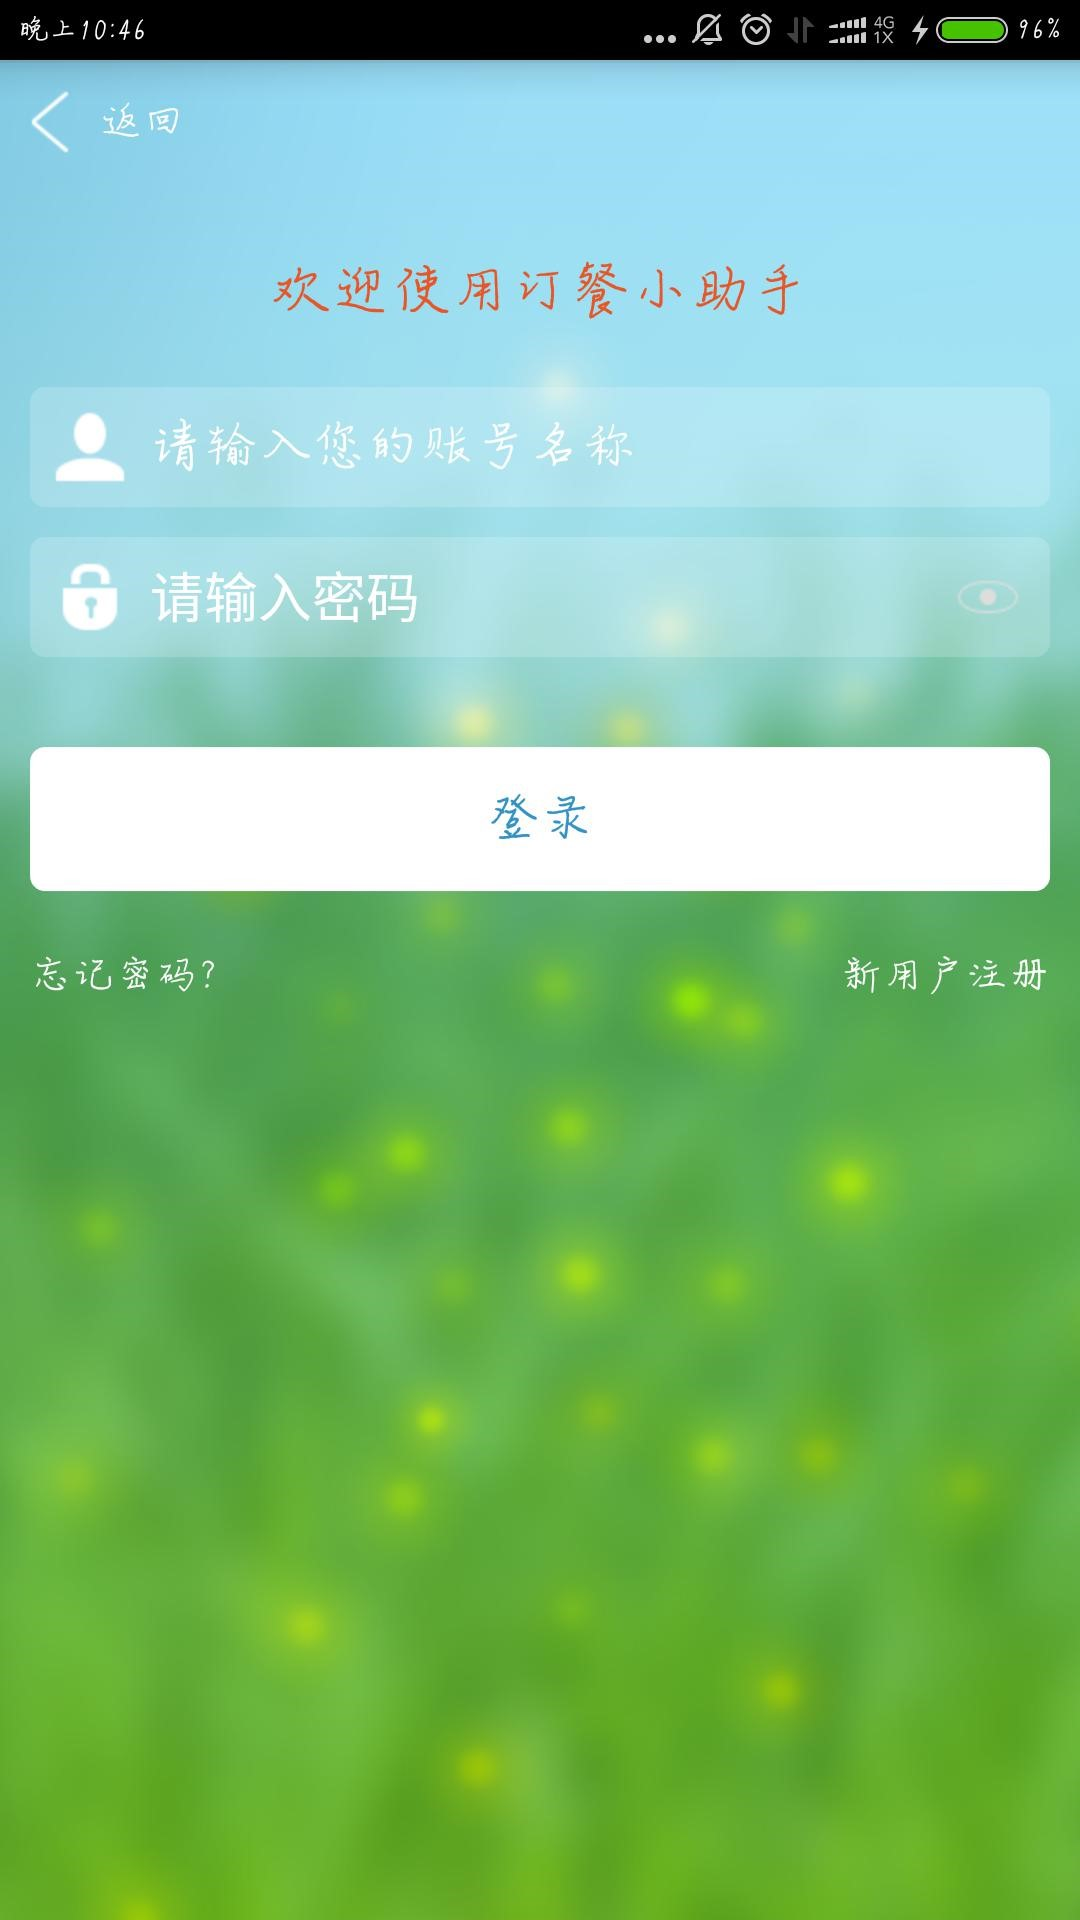 晚上10:46 4G 1X 96%
返回
欢迎使用订餐小助手
请输入您的账号名称
请输入密码
登录
忘记密码? 新用户注册